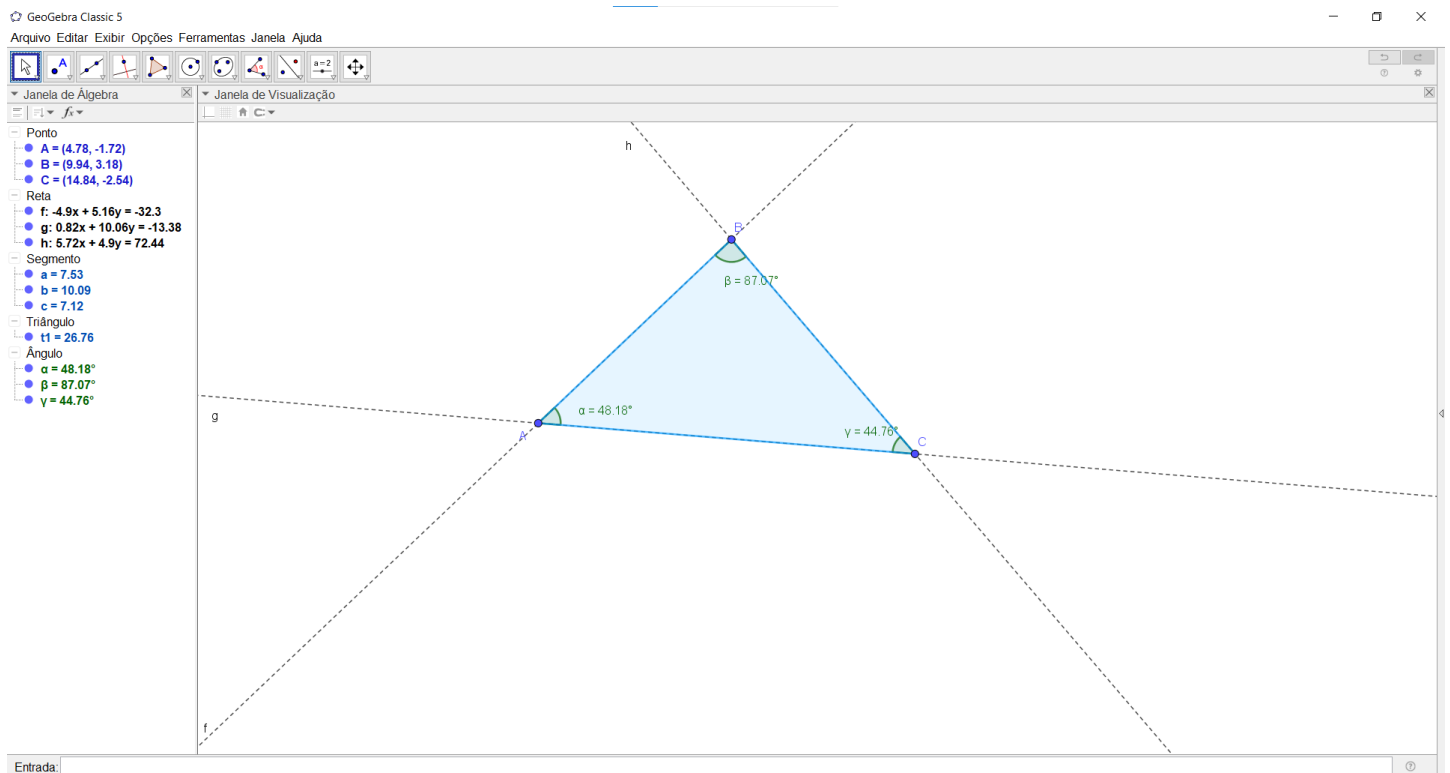 GeoGebra Classic 5
Arquivo Editar Exibir Opções Ferramentas Janela Ajuda
A
α
a=2
Janela de Álgebra
Janela de Visualização
fx
Ponto
A = (4.78, -1.72)
B = (9.94, 3.18)
C = (14.84, -2.54)
Reta
f: -4.9x + 5.16y = -32.3
g: 0.82x + 10.06y = -13.38
h: 5.72x + 4.9y = 72.44
Segmento
a = 7.53
b = 10.09
c = 7.12
Triângulo
t1 = 26.76
Ângulo
α = 48.18°
β = 87.07°
γ = 44.76°
h
B
β = 87.07°
α = 48.18°
g
A
γ = 44.76°
C
f
Entrada: